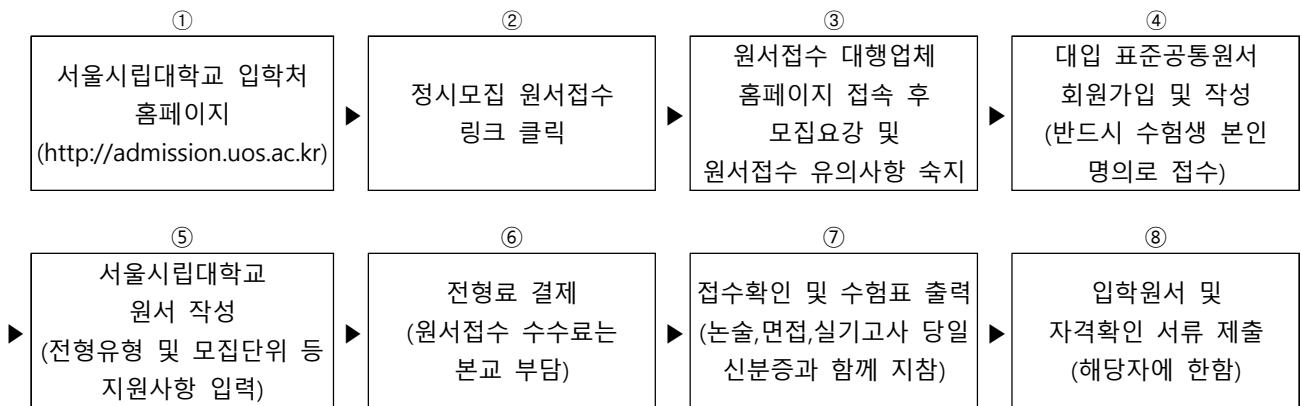 ①
서울시립대학교 입학처
홈페이지
(http://admission.uos.ac.kr)
▶
②
정시모집 원서접수
링크 클릭
▶
③
원서접수 대행업체
홈페이지 접속 후
모집요강 및
원서접수 유의사항 숙지
▶
④
대입 표준공통원서
회원가입 및 작성
(반드시 수험생 본인
명의로 접수)
▶
⑤
서울시립대학교
원서 작성
(전형유형 및 모집단위 등
지원사항 입력)
▶
⑥
전형료 결제
(원서접수 수수료는
본교 부담)
▶
⑦
접수확인 및 수험표 출력
(논술,면접,실기고사 당일
신분증과 함께 지참)
▶
⑧
입학원서 및
자격확인 서류 제출
(해당자에 한함)